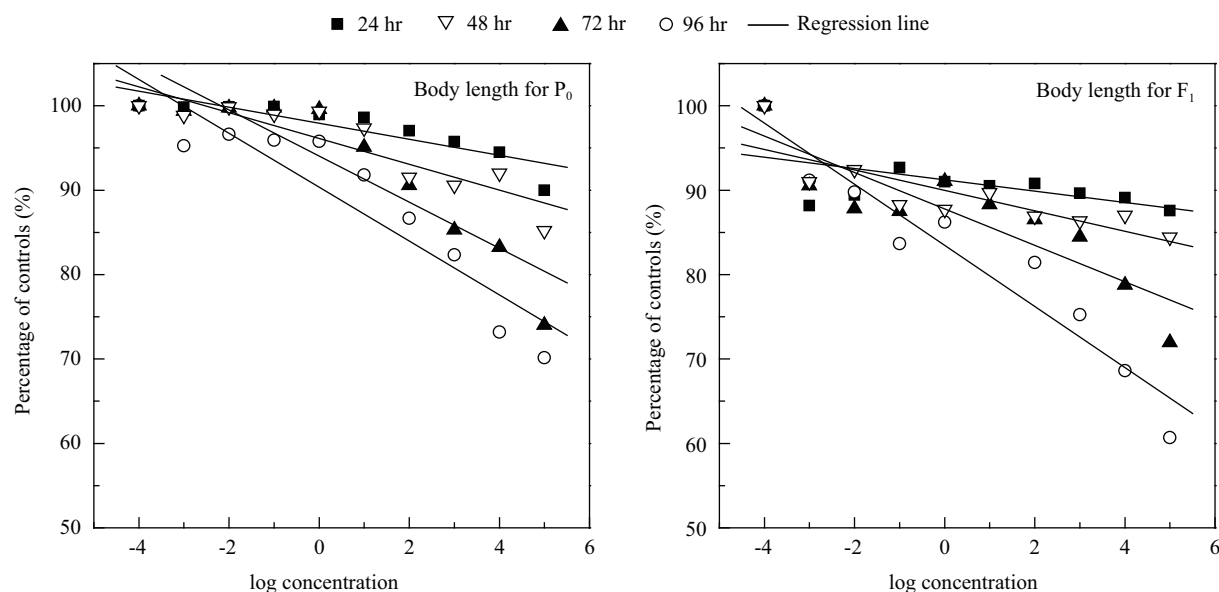 24 hr 48 hr 72 hr 96 hr Regression line
Body length for P₀
100
90
80
70
60
50
-4 -2 0 2 4 6
log concentration
Percentage of controls (%)
Body length for F₁
100
90
80
70
60
50
-4 -2 0 2 4 6
log concentration
Percentage of controls (%)